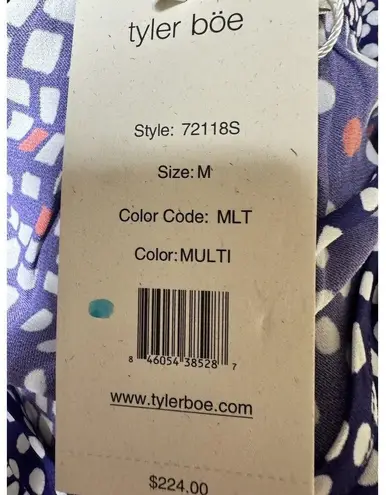 tyler böe
Style: 72118S
Size: M
Color Code: MLT
Color:MULTI
8 46054 38528 7
www.tylerboe.com
$224.00